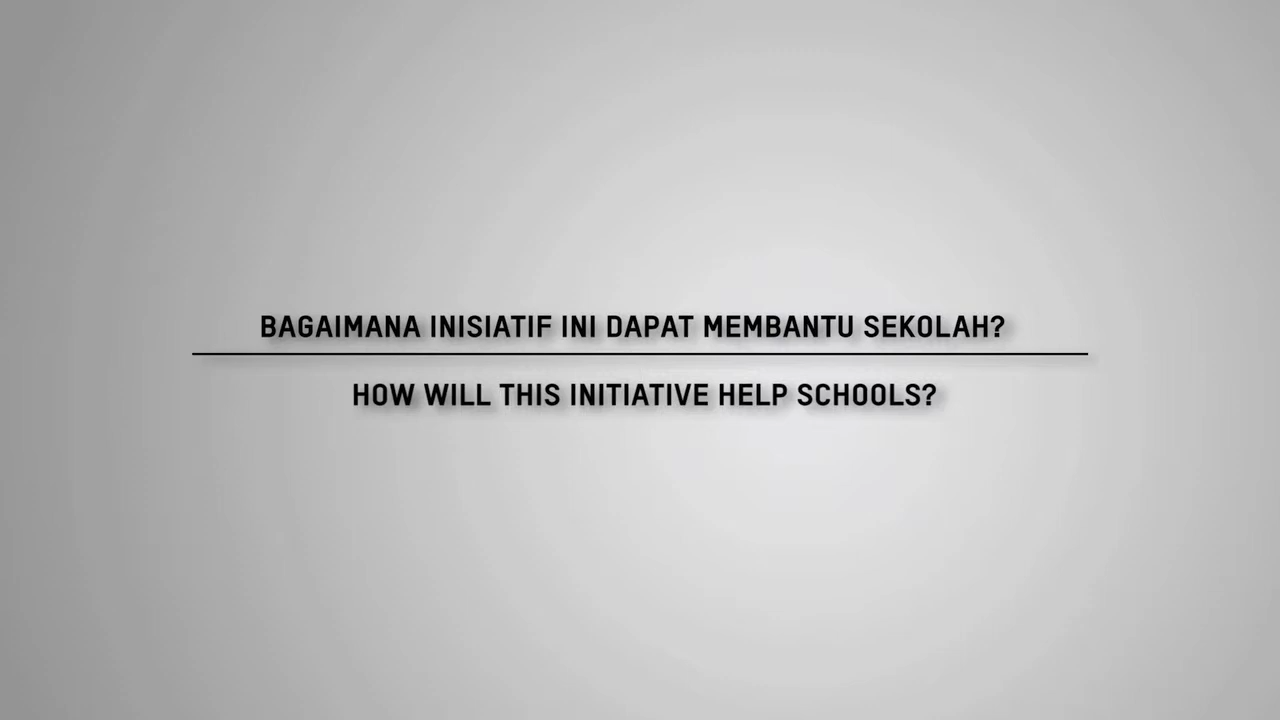 BAGAIMANA INISIATIF INI DAPAT MEMBANTU SEKOLAH?
HOW WILL THIS INITIATIVE HELP SCHOOLS?